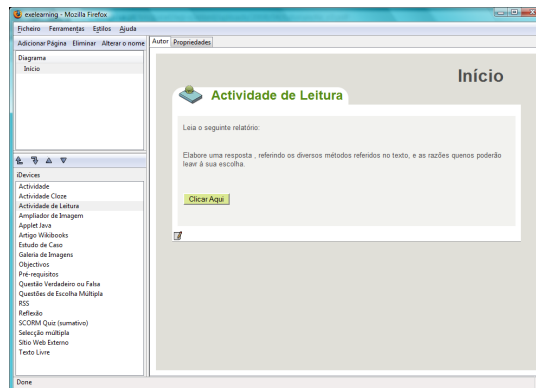 exelearning - Mozilla Firefox
Ficheiro Ferramentas Estilos Ajuda
Adicionar Página Eliminar Alterar o nome
Autor Propriedades
Diagrama
Início
Início
Actividade de Leitura
Leia o seguinte relatório:
Elabore uma resposta , referindo os diversos métodos referidos no texto, e as razões quenos poderão
leavr à sua escolha.
Clicar Aqui
iDevices
Actividade
Actividade Cloze
Actividade de Leitura
Ampliador de Imagem
Applet Java
Artigo Wikibooks
Estudo de Caso
Galeria de Imagens
Objectivos
Pré-requisitos
Questão Verdadeiro ou Falsa
Questões de Escolha Múltipla
RSS
Reflexão
SCORM Quiz (sumativo)
Selecção múltipla
Sítio Web Externo
Texto Livre
Done